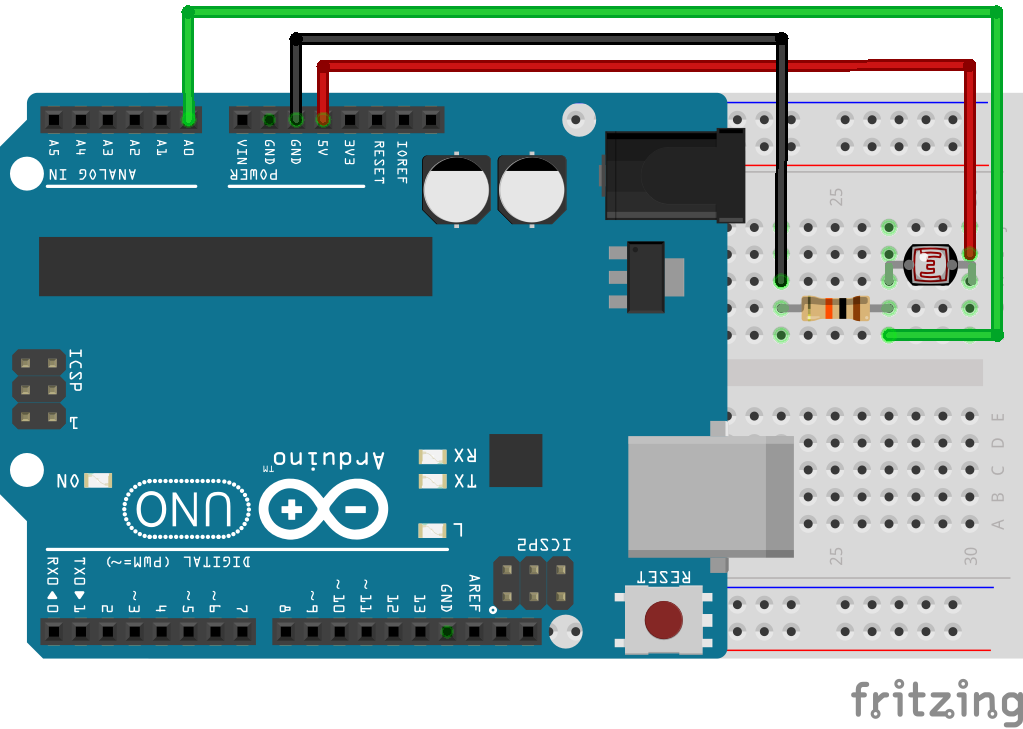 A5 A4 A3 A2 A1 A0 VIN GND GND 5V 3V3 RESET IOREF
ANALOG IN POWER
25
ICSP
1
Arduino™
RX
TX
ON
UNO
L
E
D
C
B
A
DIGITAL (PWM=~)
ICSP2
25 30
RESET
RX0◄0 TX0►1 2 ~3 4 ~5 ~6 7 8 ~9 ~10 ~11 12 13 GND AREF
fritzing